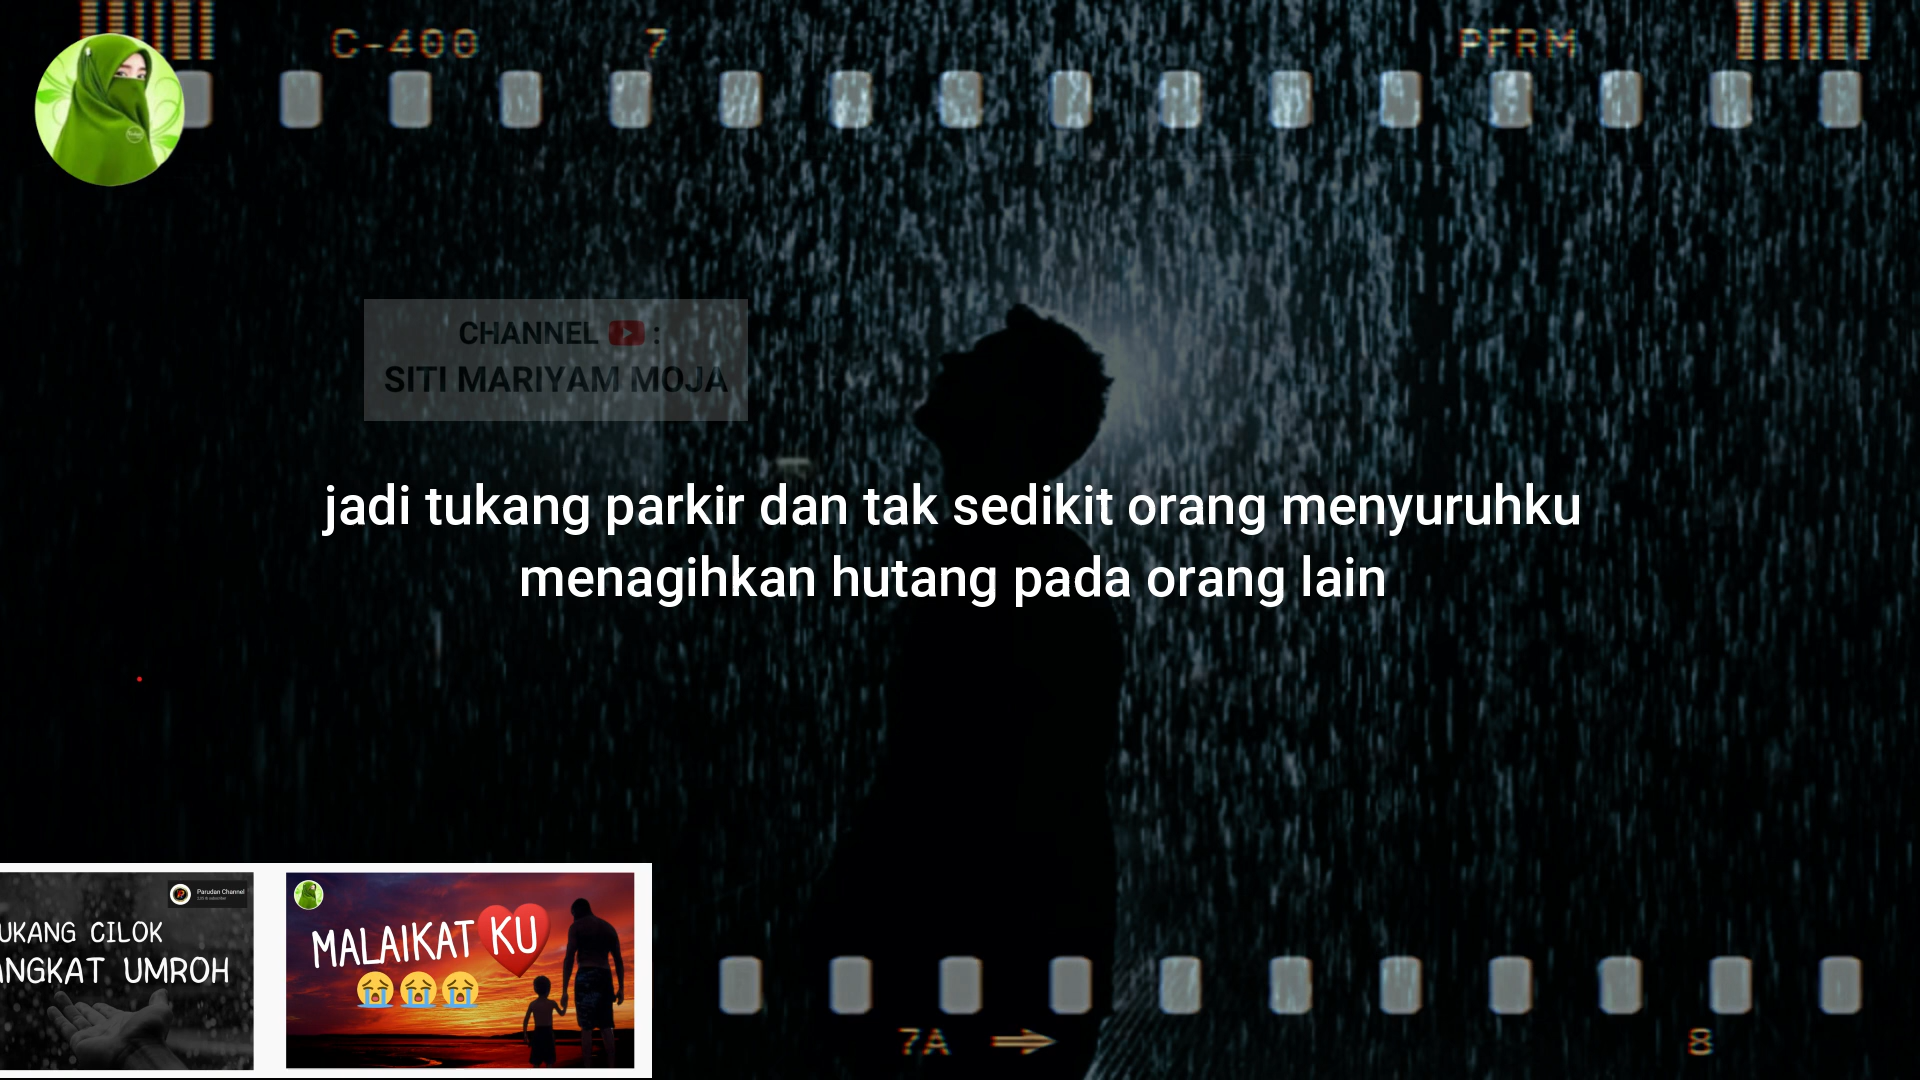 C-400 7 PFRM
CHANNEL :
SITI MARIYAM MOJA
jadi tukang parkir dan tak sedikit orang menyuruhku
menagihkan hutang pada orang lain
Parudan Channel
UKANG CILOK
ANGKAT UMROH
MALAIKAT KU
7A 8